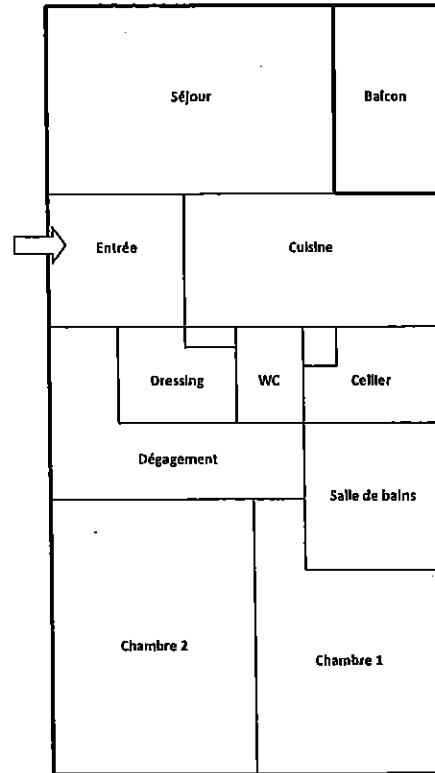 Séjour
Balcon
Entrée
Cuisine
Dressing
WC
Cellier
Dégagement
Salle de bains
Chambre 2
Chambre 1